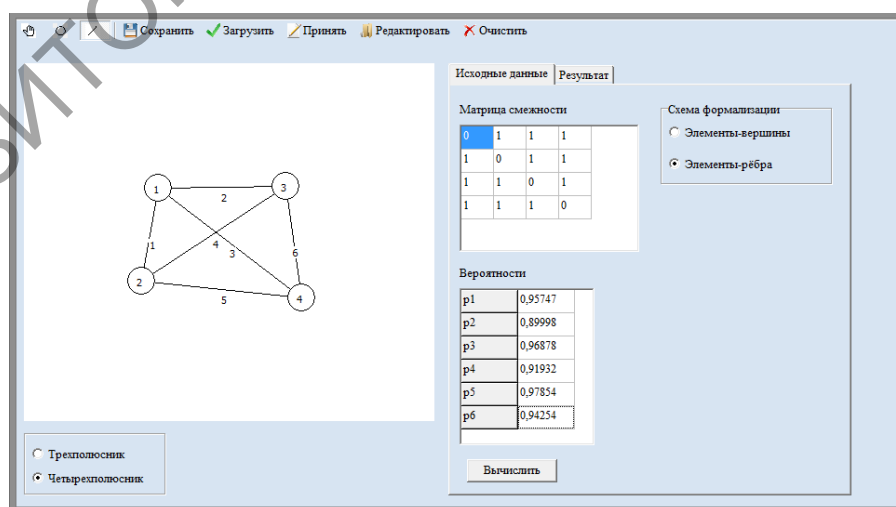 Сохранить Загрузить Принять Редактировать Очистить
Исходные данные Результат
Матрица смежности
0 1 1 1
1 0 1 1
1 1 0 1
1 1 1 0
Схема формализации
Элементы-вершины
Элементы-рёбра
1 2 3
1 4 3 6
2 5 4
Вероятности
p1 0,95747
p2 0,89998
p3 0,96878
p4 0,91932
p5 0,97854
p6 0,94254
Вычислить
Трехполюсник
Четырехполюсник